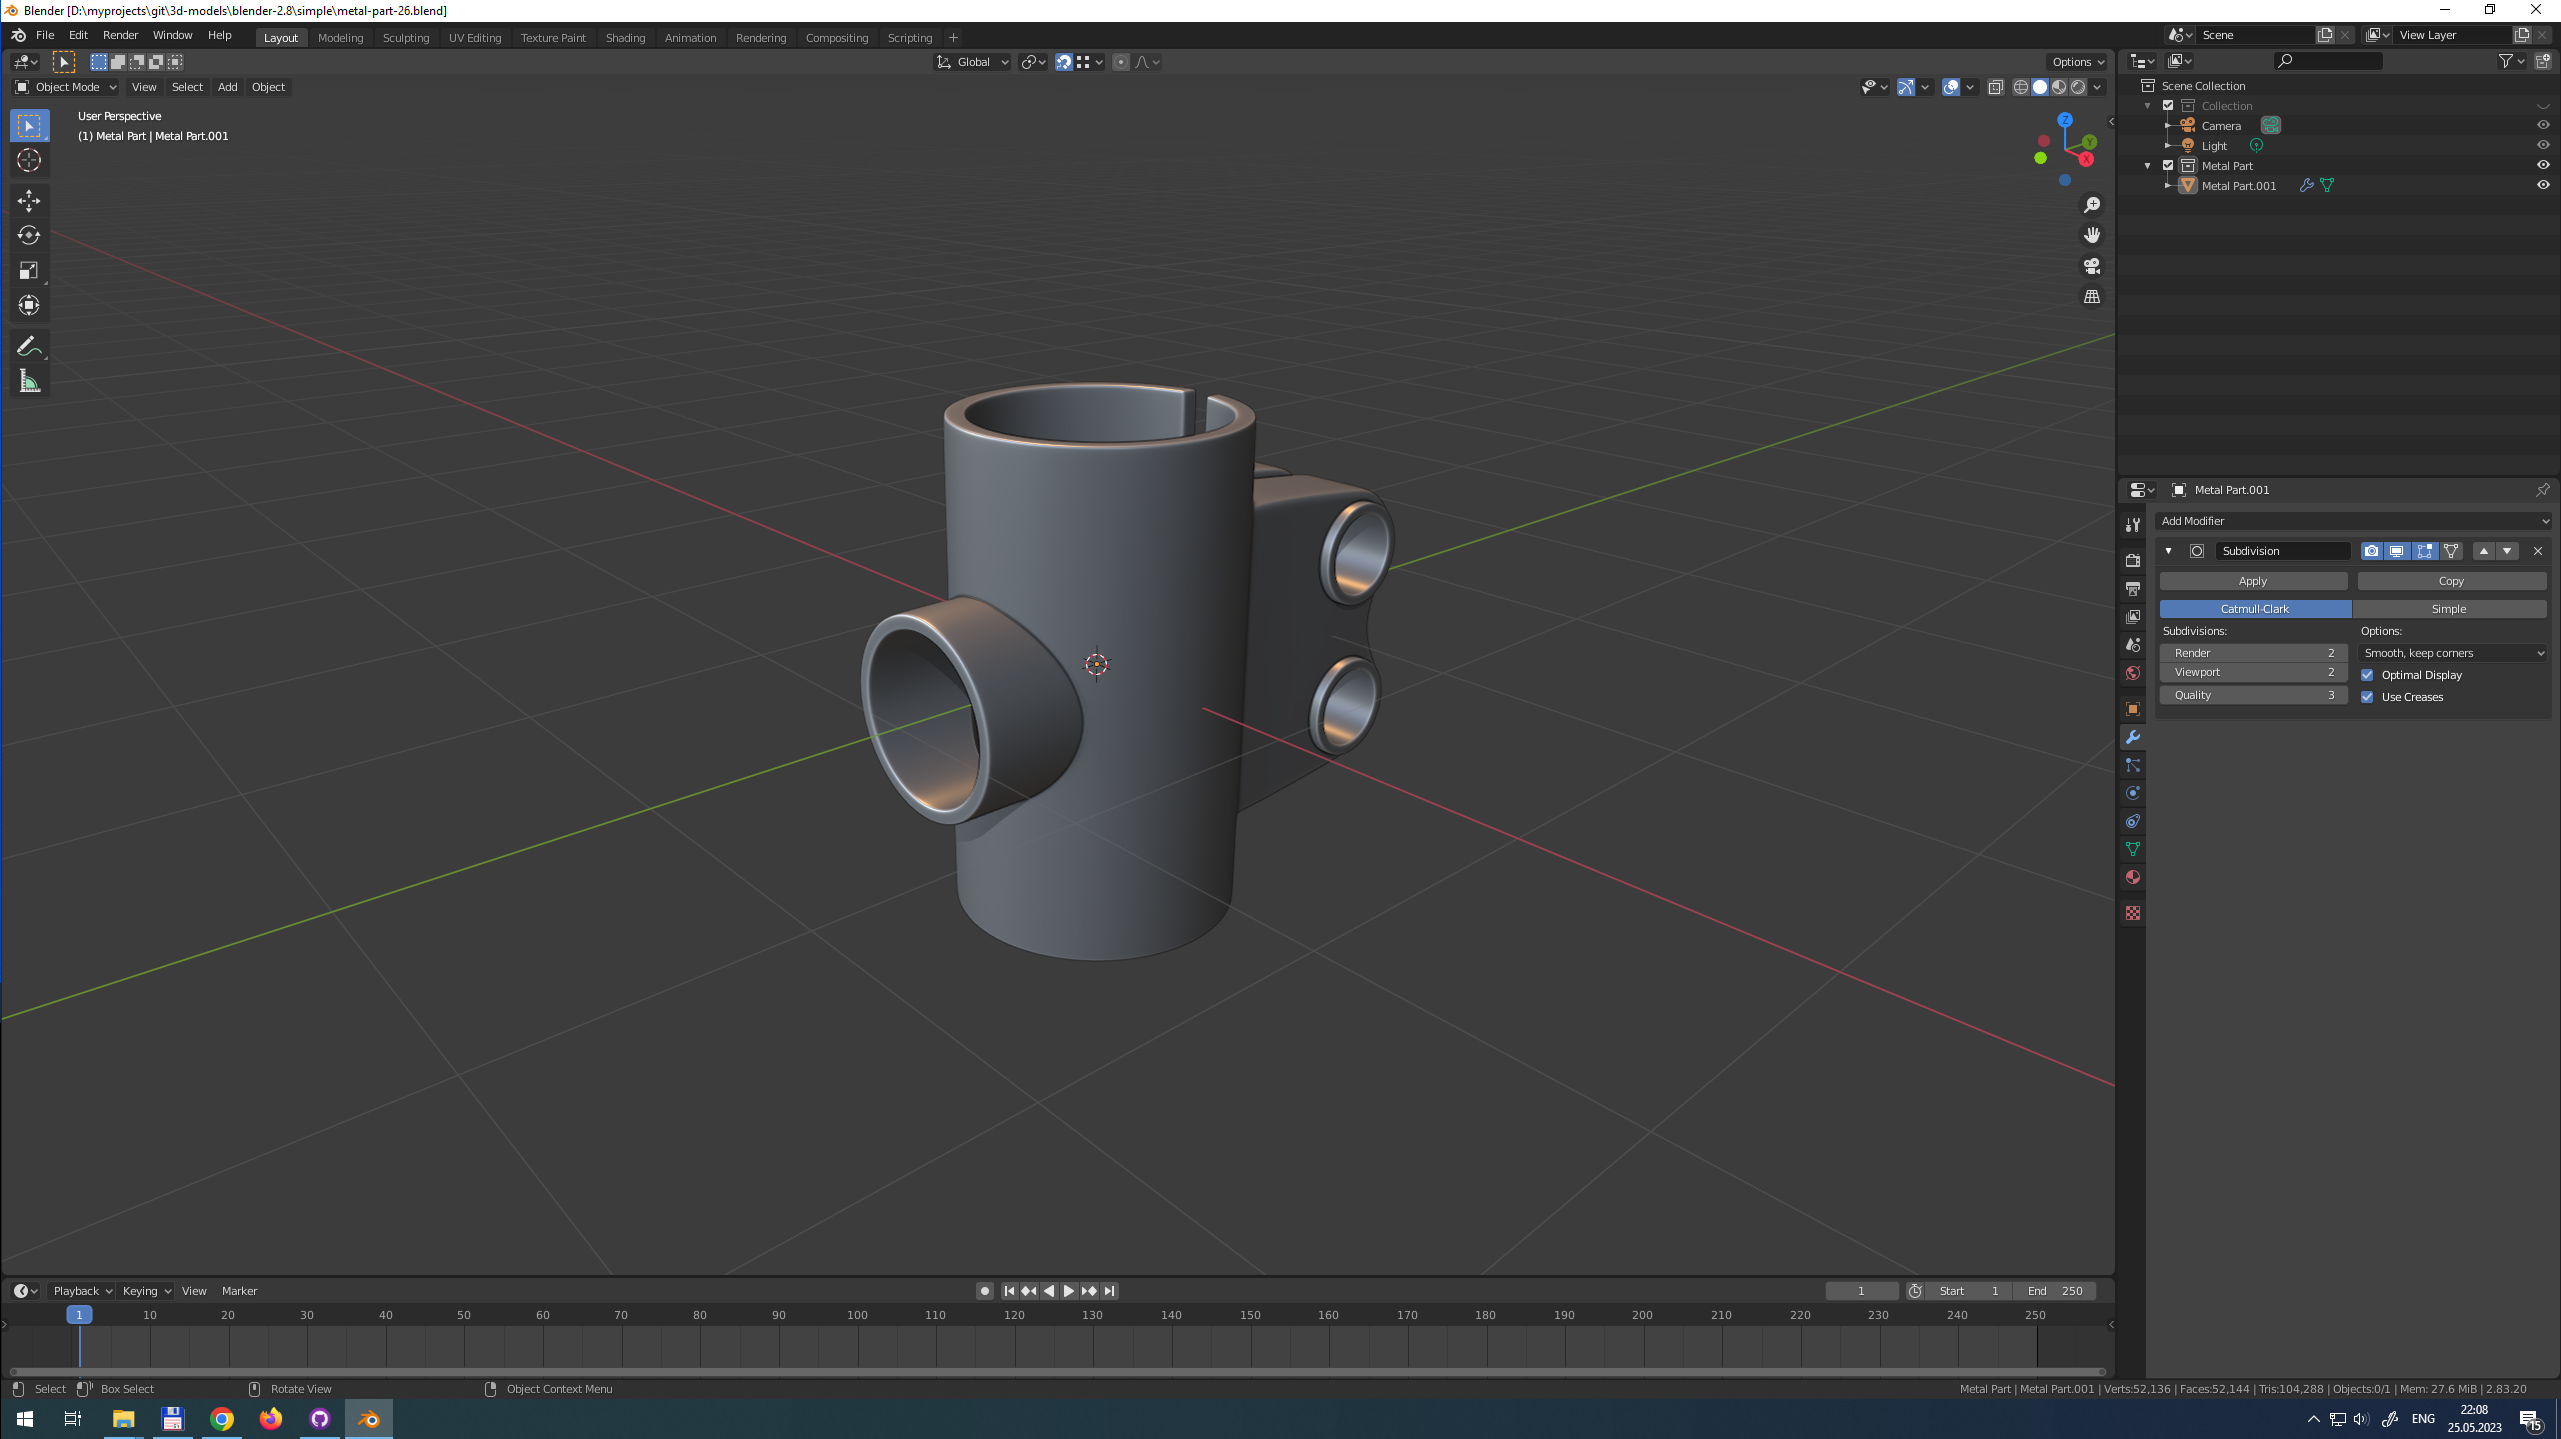 Blender [D:\myprojects\git\3d-models\blender-2.8\simple\metal-part-26.blend]
File Edit Render Window Help Layout Modeling Sculpting UV Editing Texture Paint Shading Animation Rendering Compositing Scripting + Scene View Layer
Global Options
Object Mode View Select Add Object
Scene Collection
Collection
Camera
Light
Metal Part
Metal Part.001
User Perspective
(1) Metal Part | Metal Part.001
Z
Y
X
Metal Part.001
Add Modifier
Subdivision
Apply Copy
Catmull-Clark Simple
Subdivisions: Options:
Render 2 Smooth, keep corners
Viewport 2 Optimal Display
Quality 3 Use Creases
Playback Keying View Marker 1 Start 1 End 250
1 10 20 30 40 50 60 70 80 90 100 110 120 130 140 150 160 170 180 190 200 210 220 230 240 250
Select Box Select Rotate View Object Context Menu Metal Part | Metal Part.001 | Verts:52,136 | Faces:52,144 | Tris:104,288 | Objects:0/1 | Mem: 27.6 MiB | 2.83.20
ENG 22:08
25.05.2023
15